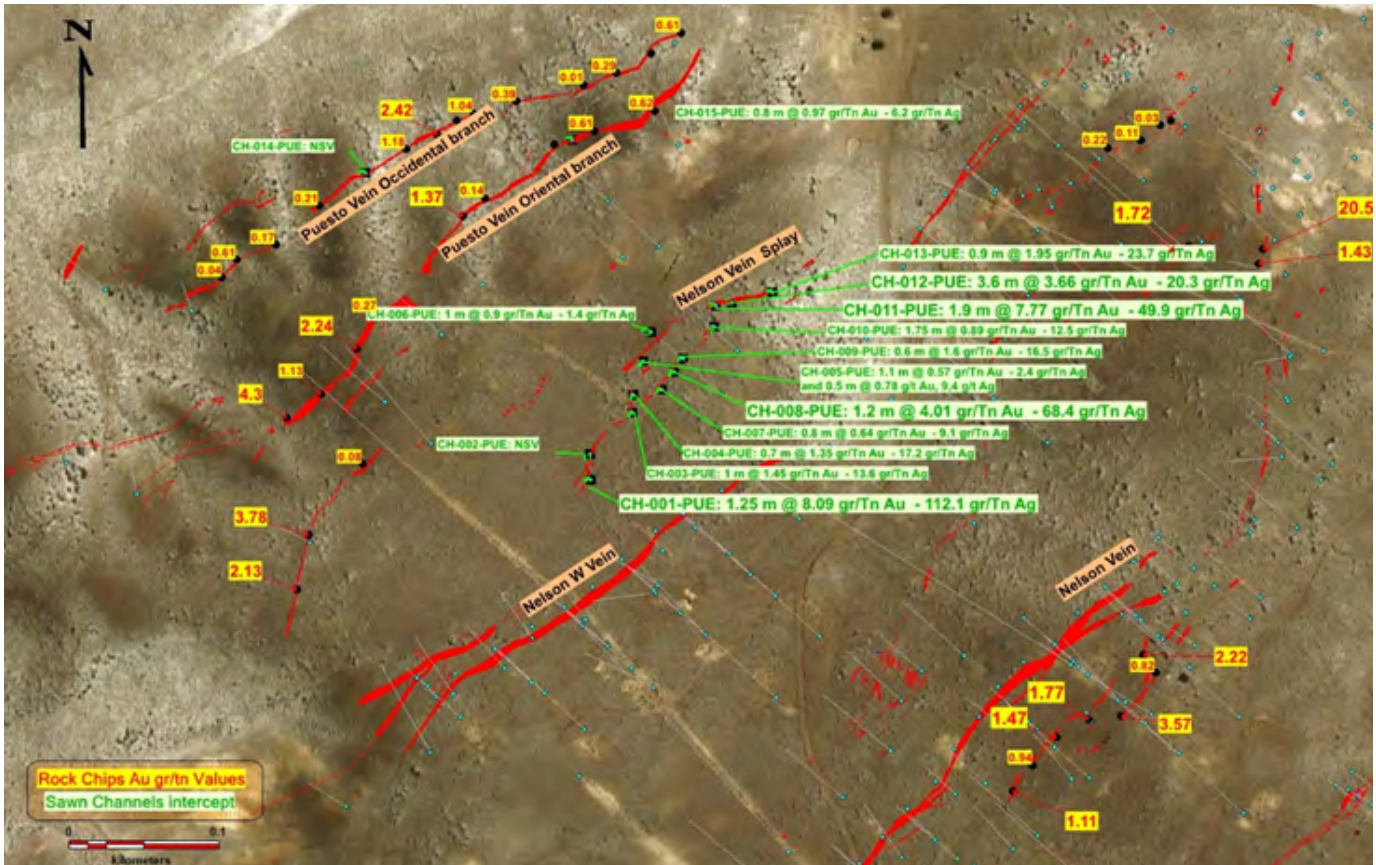 N
0.61
0.29
0.01
0.39
1.04
2.42
1.18
0.62
0.61
CH-015-PUE: 0.8 m @ 0.97 gr/Tn Au - 6.2 gr/Tn Ag
CH-014-PUE: NSV
Puesto Vein Occidental branch
Puesto Vein Oriental branch
0.21
0.14
1.37
0.17
0.61
0.04
0.03
0.11
0.22
1.72
20.5
1.43
Nelson Vein Splay
CH-013-PUE: 0.9 m @ 1.95 gr/Tn Au - 23.7 gr/Tn Ag
CH-012-PUE: 3.6 m @ 3.66 gr/Tn Au - 20.3 gr/Tn Ag
CH-011-PUE: 1.9 m @ 7.77 gr/Tn Au - 49.9 gr/Tn Ag
CH-006-PUE: 1 m @ 0.9 gr/Tn Au - 1.4 gr/Tn Ag
CH-010-PUE: 1.75 m @ 0.89 gr/Tn Au - 12.5 gr/Tn Ag
CH-009-PUE: 0.6 m @ 1.6 gr/Tn Au - 16.5 gr/Tn Ag
CH-005-PUE: 1.1 m @ 0.57 gr/Tn Au - 2.4 gr/Tn Ag
and 0.5 m @ 0.78 g/t Au, 9.4 g/t Ag
CH-008-PUE: 1.2 m @ 4.01 gr/Tn Au - 68.4 gr/Tn Ag
CH-007-PUE: 0.8 m @ 0.64 gr/Tn Au - 9.1 gr/Tn Ag
CH-004-PUE: 0.7 m @ 1.35 gr/Tn Au - 17.2 gr/Tn Ag
CH-003-PUE: 1 m @ 1.45 gr/Tn Au - 13.6 gr/Tn Ag
CH-001-PUE: 1.25 m @ 8.09 gr/Tn Au - 112.1 gr/Tn Ag
CH-002-PUE: NSV
0.27
2.24
1.13
4.3
0.08
3.78
2.13
Nelson W Vein
Nelson Vein
2.22
0.82
1.77
1.47
3.57
0.94
1.11
Rock Chips Au gr/tn Values
Sawn Channels intercept
0 0.1
kilometers